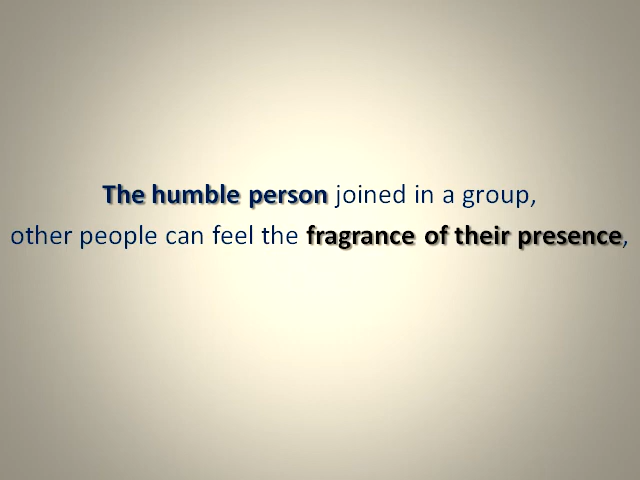 The humble person joined in a group,
other people can feel the fragrance of their presence,